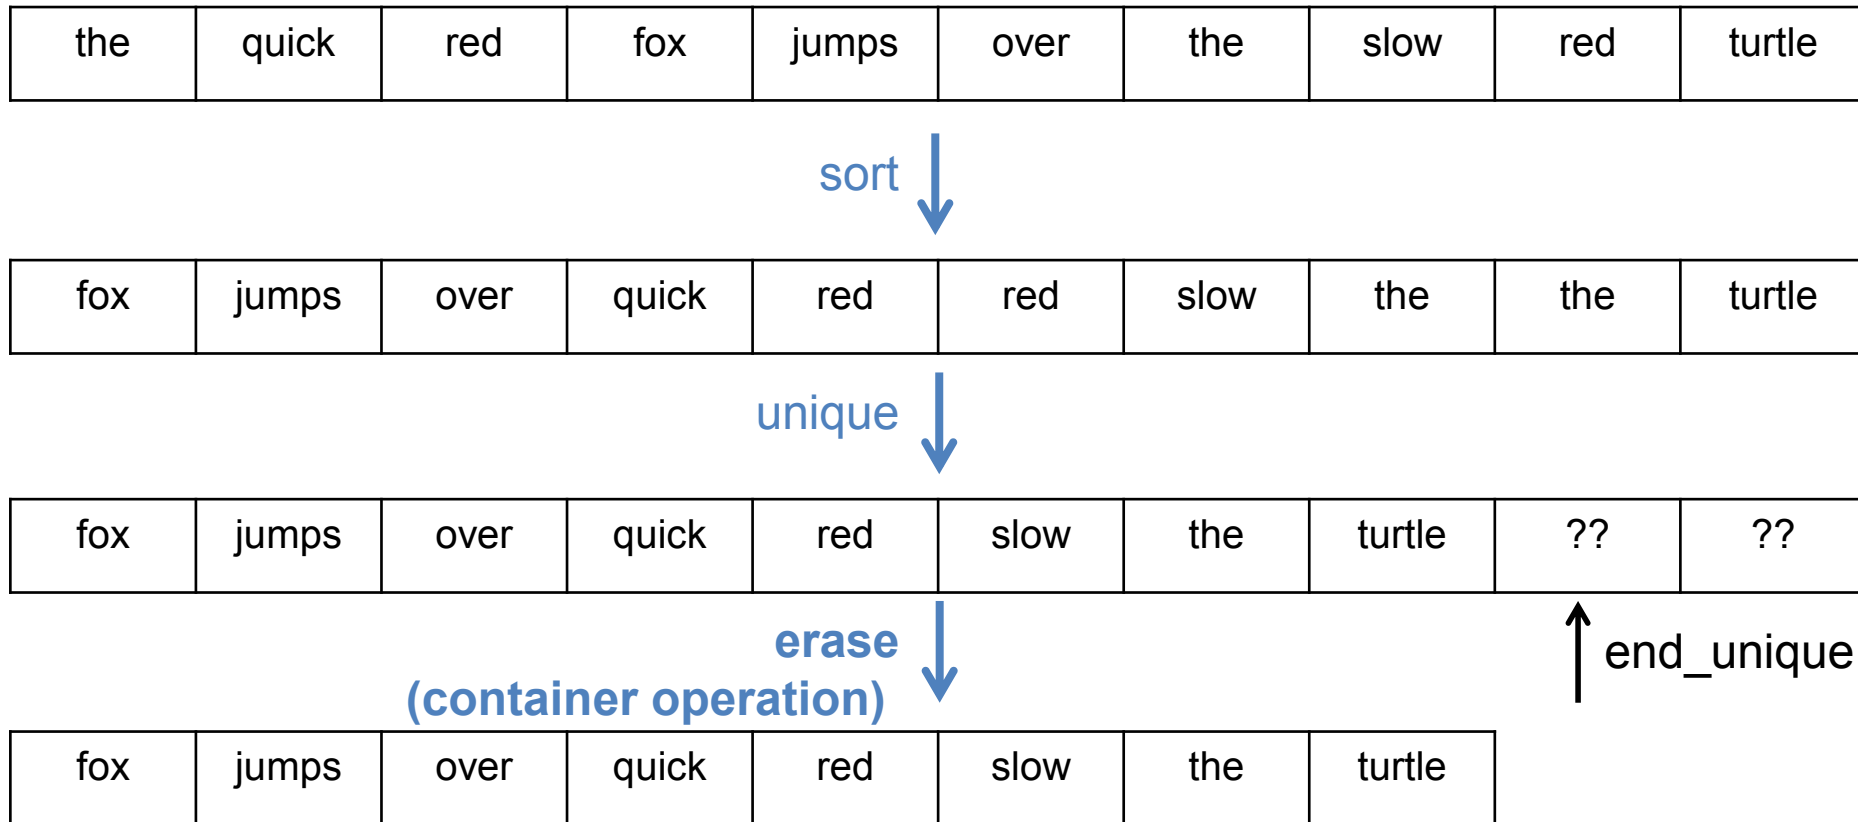 the quick red fox jumps over the slow red turtle
sort
fox jumps over quick red red slow the the turtle
unique
fox jumps over quick red slow the turtle ?? ??
erase
(container operation)
end_unique
fox jumps over quick red slow the turtle